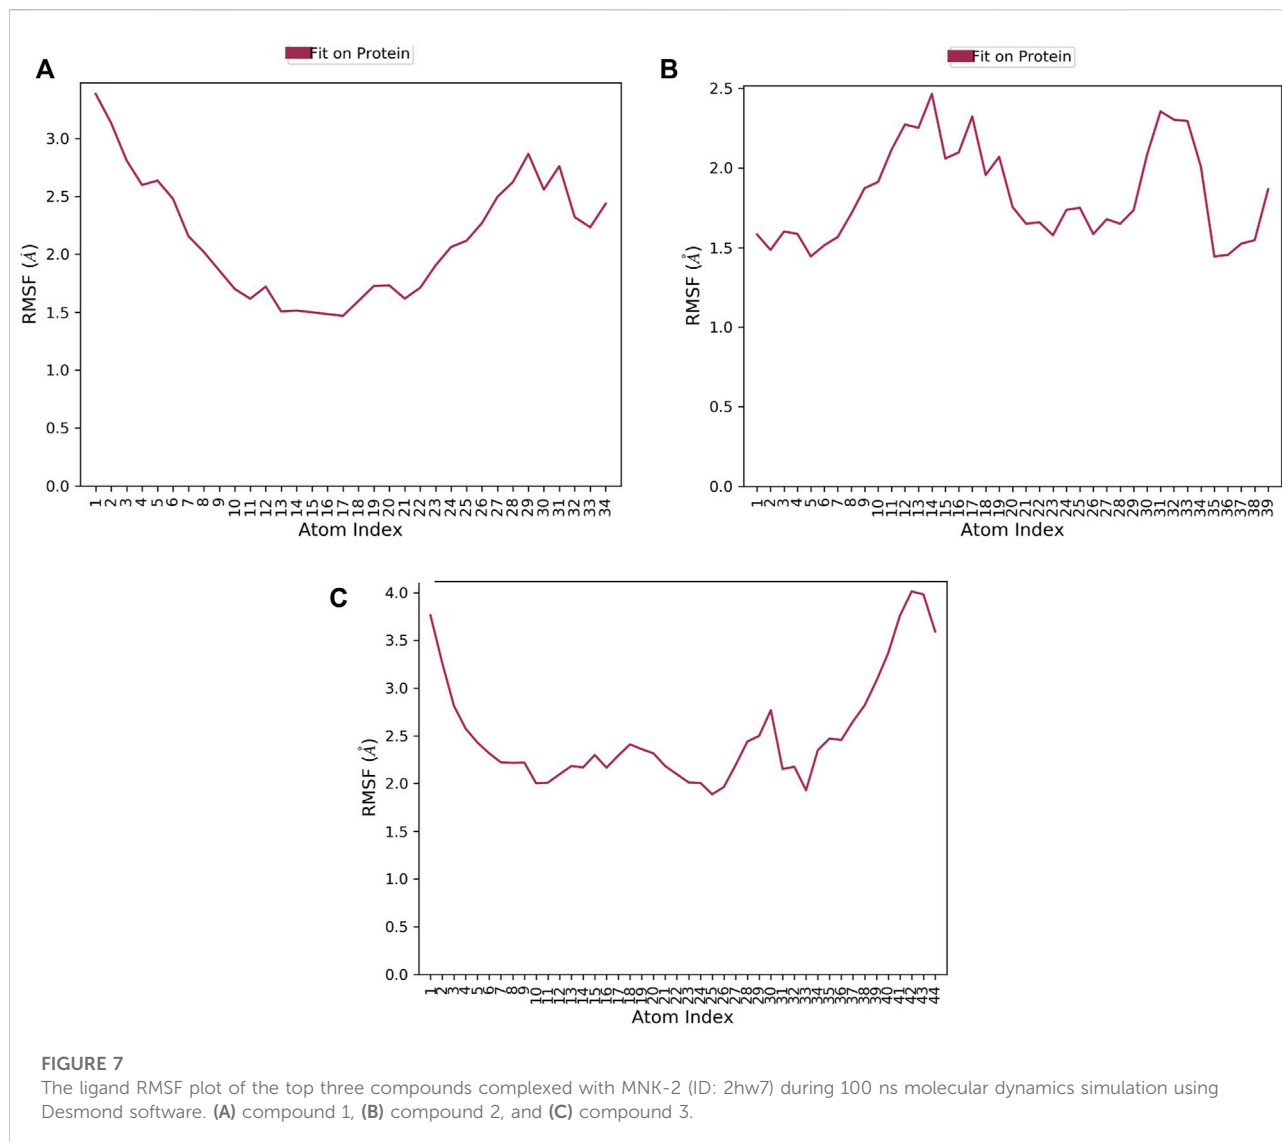 A
Fit on Protein
3.0
2.5
2.0
1.5
1.0
0.5
0.0
RMSF (Å)
1 2 3 4 5 6 7 8 9 10 11 12 13 14 15 16 17 18 19 20 21 22 23 24 25 26 27 28 29 30 31 32 33 34
Atom Index
B
Fit on Protein
2.5
2.0
1.5
1.0
0.5
0.0
RMSF (Å)
1 2 3 4 5 6 7 8 9 10 11 12 13 14 15 16 17 18 19 20 21 22 23 24 25 26 27 28 29 30 31 32 33 34 35 36 37 38 39
Atom Index
C
4.0
3.5
3.0
2.5
2.0
1.5
1.0
0.5
0.0
RMSF (Å)
1 2 3 4 5 6 7 8 9 10 11 12 13 14 15 16 17 18 19 20 21 22 23 24 25 26 27 28 29 30 31 32 33 34 35 36 37 38 39 40 41 42 43 44
Atom Index
FIGURE 7
The ligand RMSF plot of the top three compounds complexed with MNK-2 (ID: 2hw7) during 100 ns molecular dynamics simulation using
Desmond software. (A) compound 1, (B) compound 2, and (C) compound 3.